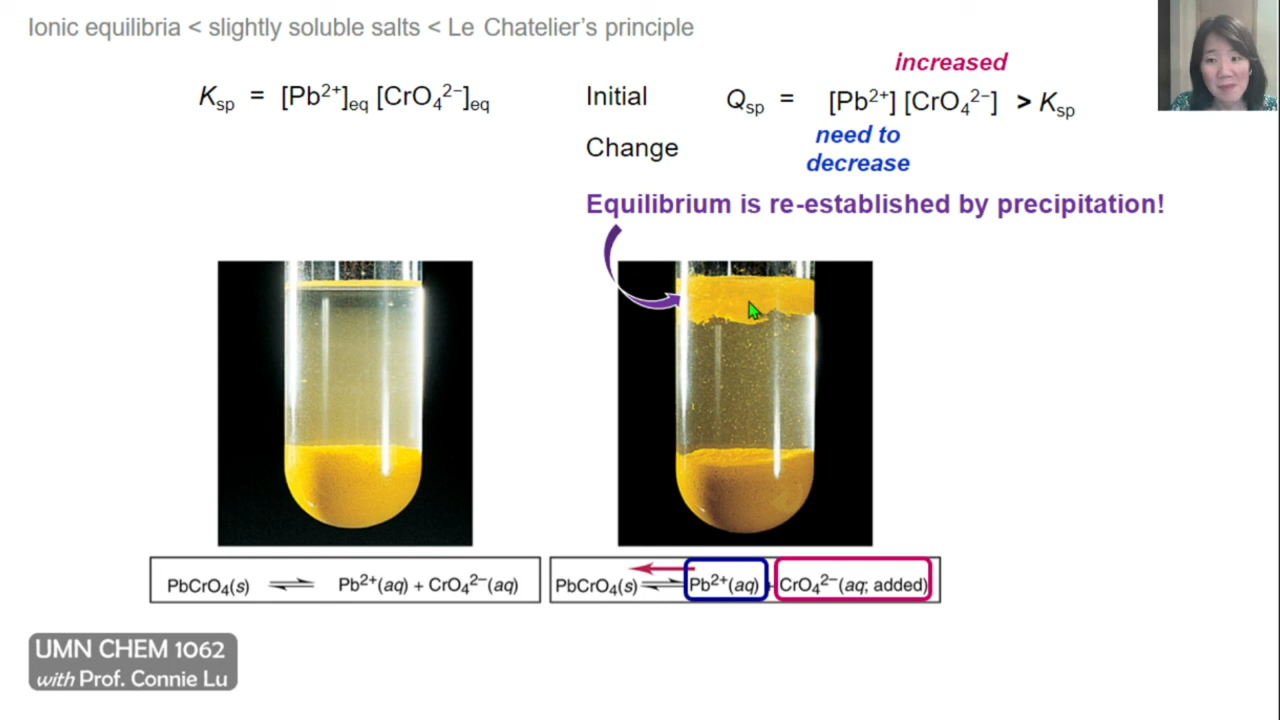 Ionic equilibria < slightly soluble salts < Le Chatelier's principle
increased
Ksp = [Pb²⁺]eq [CrO₄²⁻]eq Initial Qsp = [Pb²⁺] [CrO₄²⁻] > Ksp
need to
Change
decrease
Equilibrium is re-established by precipitation!
PbCrO₄(s) ⇌ Pb²⁺(aq) + CrO₄²⁻(aq)
PbCrO₄(s) ⇌ Pb²⁺(aq) CrO₄²⁻(aq; added)
UMN CHEM 1062
with Prof. Connie Lu